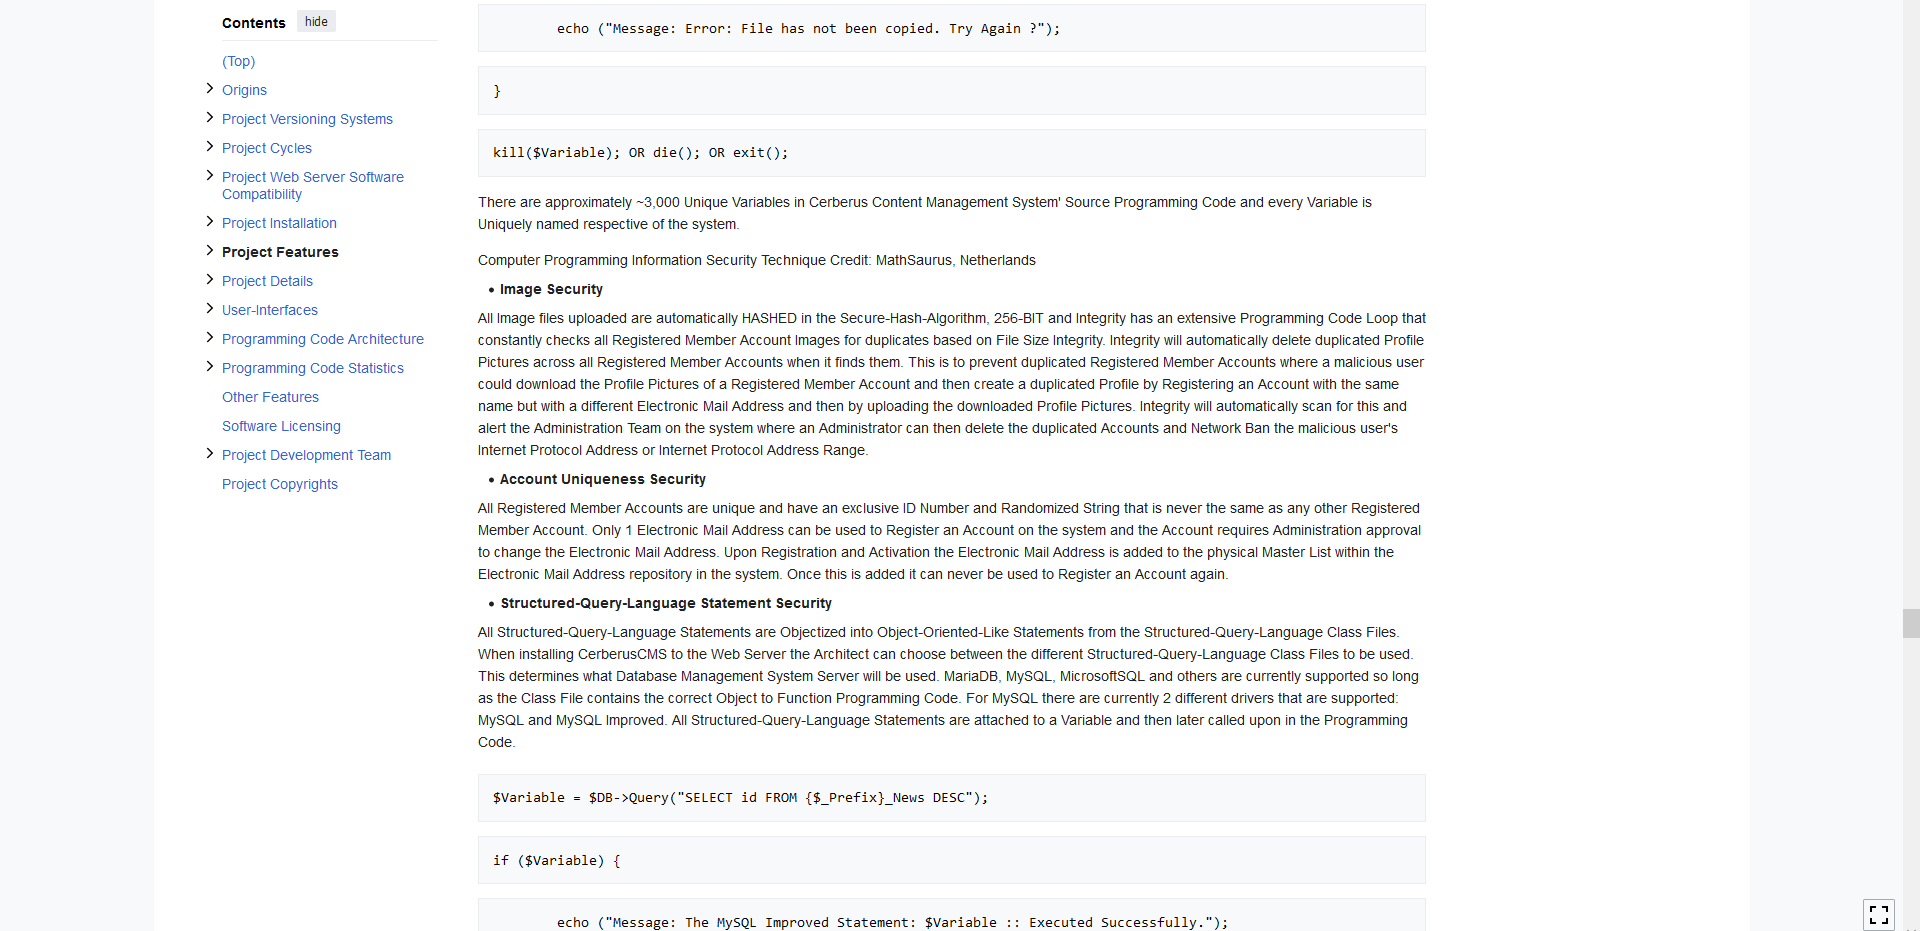 Contents hide
(Top)
Origins
Project Versioning Systems
Project Cycles
Project Web Server Software
Compatibility
Project Installation
Project Features
Project Details
User-Interfaces
Programming Code Architecture
Programming Code Statistics
Other Features
Software Licensing
Project Development Team
Project Copyrights
echo ("Message: Error: File has not been copied. Try Again ?");
}
kill($Variable); OR die(); OR exit();
There are approximately ~3,000 Unique Variables in Cerberus Content Management System' Source Programming Code and every Variable is
Uniquely named respective of the system.
Computer Programming Information Security Technique Credit: MathSaurus, Netherlands
• Image Security
All Image files uploaded are automatically HASHED in the Secure-Hash-Algorithm, 256-BIT and Integrity has an extensive Programming Code Loop that
constantly checks all Registered Member Account Images for duplicates based on File Size Integrity. Integrity will automatically delete duplicated Profile
Pictures across all Registered Member Accounts when it finds them. This is to prevent duplicated Registered Member Accounts where a malicious user
could download the Profile Pictures of a Registered Member Account and then create a duplicated Profile by Registering an Account with the same
name but with a different Electronic Mail Address and then by uploading the downloaded Profile Pictures. Integrity will automatically scan for this and
alert the Administration Team on the system where an Administrator can then delete the duplicated Accounts and Network Ban the malicious user's
Internet Protocol Address or Internet Protocol Address Range.
• Account Uniqueness Security
All Registered Member Accounts are unique and have an exclusive ID Number and Randomized String that is never the same as any other Registered
Member Account. Only 1 Electronic Mail Address can be used to Register an Account on the system and the Account requires Administration approval
to change the Electronic Mail Address. Upon Registration and Activation the Electronic Mail Address is added to the physical Master List within the
Electronic Mail Address repository in the system. Once this is added it can never be used to Register an Account again.
• Structured-Query-Language Statement Security
All Structured-Query-Language Statements are Objectized into Object-Oriented-Like Statements from the Structured-Query-Language Class Files.
When installing CerberusCMS to the Web Server the Architect can choose between the different Structured-Query-Language Class Files to be used.
This determines what Database Management System Server will be used. MariaDB, MySQL, MicrosoftSQL and others are currently supported so long
as the Class File contains the correct Object to Function Programming Code. For MySQL there are currently 2 different drivers that are supported:
MySQL and MySQL Improved. All Structured-Query-Language Statements are attached to a Variable and then later called upon in the Programming
Code.
$Variable = $DB->Query("SELECT id FROM {$_Prefix}_News DESC");
if ($Variable) {
echo ("Message: The MySQL Improved Statement: $Variable :: Executed Successfully.");